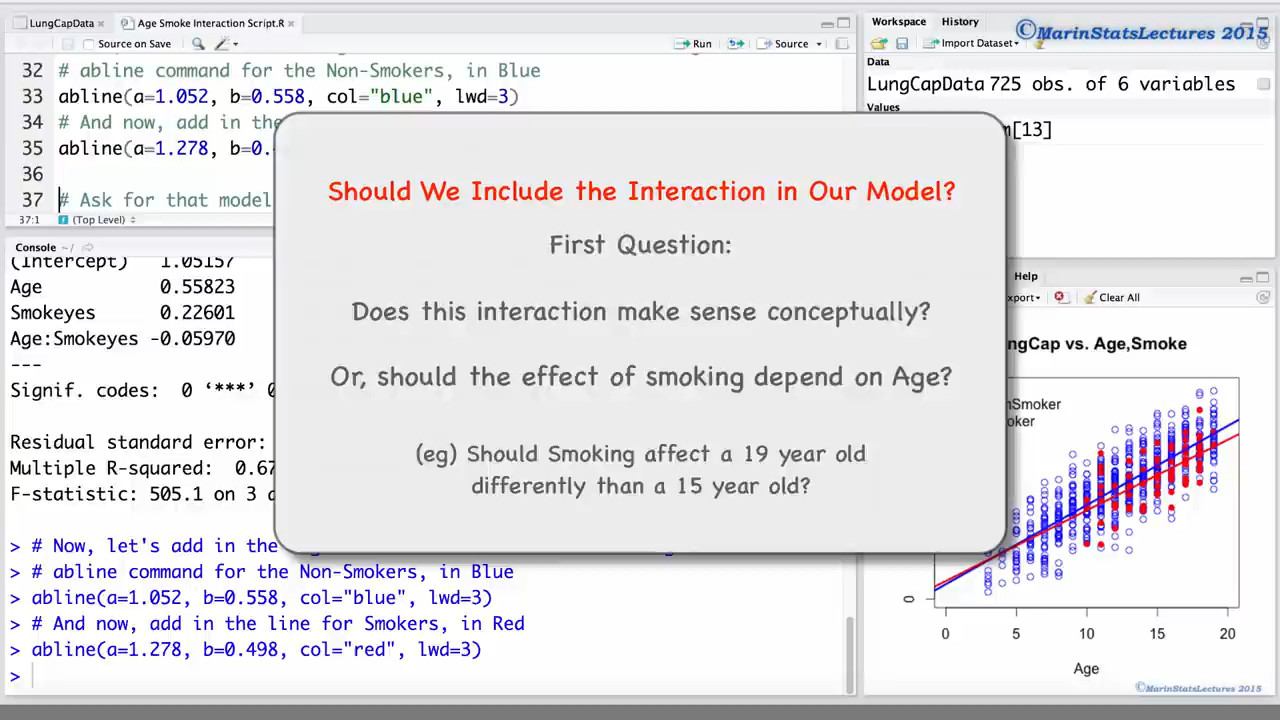 LungCapData
Age Smoke Interaction Script.R
Source on Save
Run
Source
32 # abline command for the Non-Smokers, in Blue
33 abline(a=1.052, b=0.558, col="blue", lwd=3)
34 # And now, add in the
35 abline(a=1.278, b=0.
36
37 # Ask for that model
37:1 (Top Level)
Console ~/
(Intercept) 1.05157
Age 0.55823
Smokeyes 0.22601
Age:Smokeyes -0.05970
---
Signif. codes: 0 ‘***’ 0
Residual standard error:
Multiple R-squared: 0.67
F-statistic: 505.1 on 3
> # Now, let's add in the
> # abline command for the Non-Smokers, in Blue
> abline(a=1.052, b=0.558, col="blue", lwd=3)
> # And now, add in the line for Smokers, in Red
> abline(a=1.278, b=0.498, col="red", lwd=3)
>
Should We Include the Interaction in Our Model?
First Question:
Does this interaction make sense conceptually?
Or, should the effect of smoking depend on Age?
(eg) Should Smoking affect a 19 year old
differently than a 15 year old?
Workspace History
©MarinStatsLectures 2015
Import Dataset
Data
LungCapData 725 obs. of 6 variables
Values
[13]
Help
xport
Clear All
ngCap vs. Age,Smoke
nSmoker
oker
0
0 5 10 15 20
Age
©MarinStatsLectures 2015